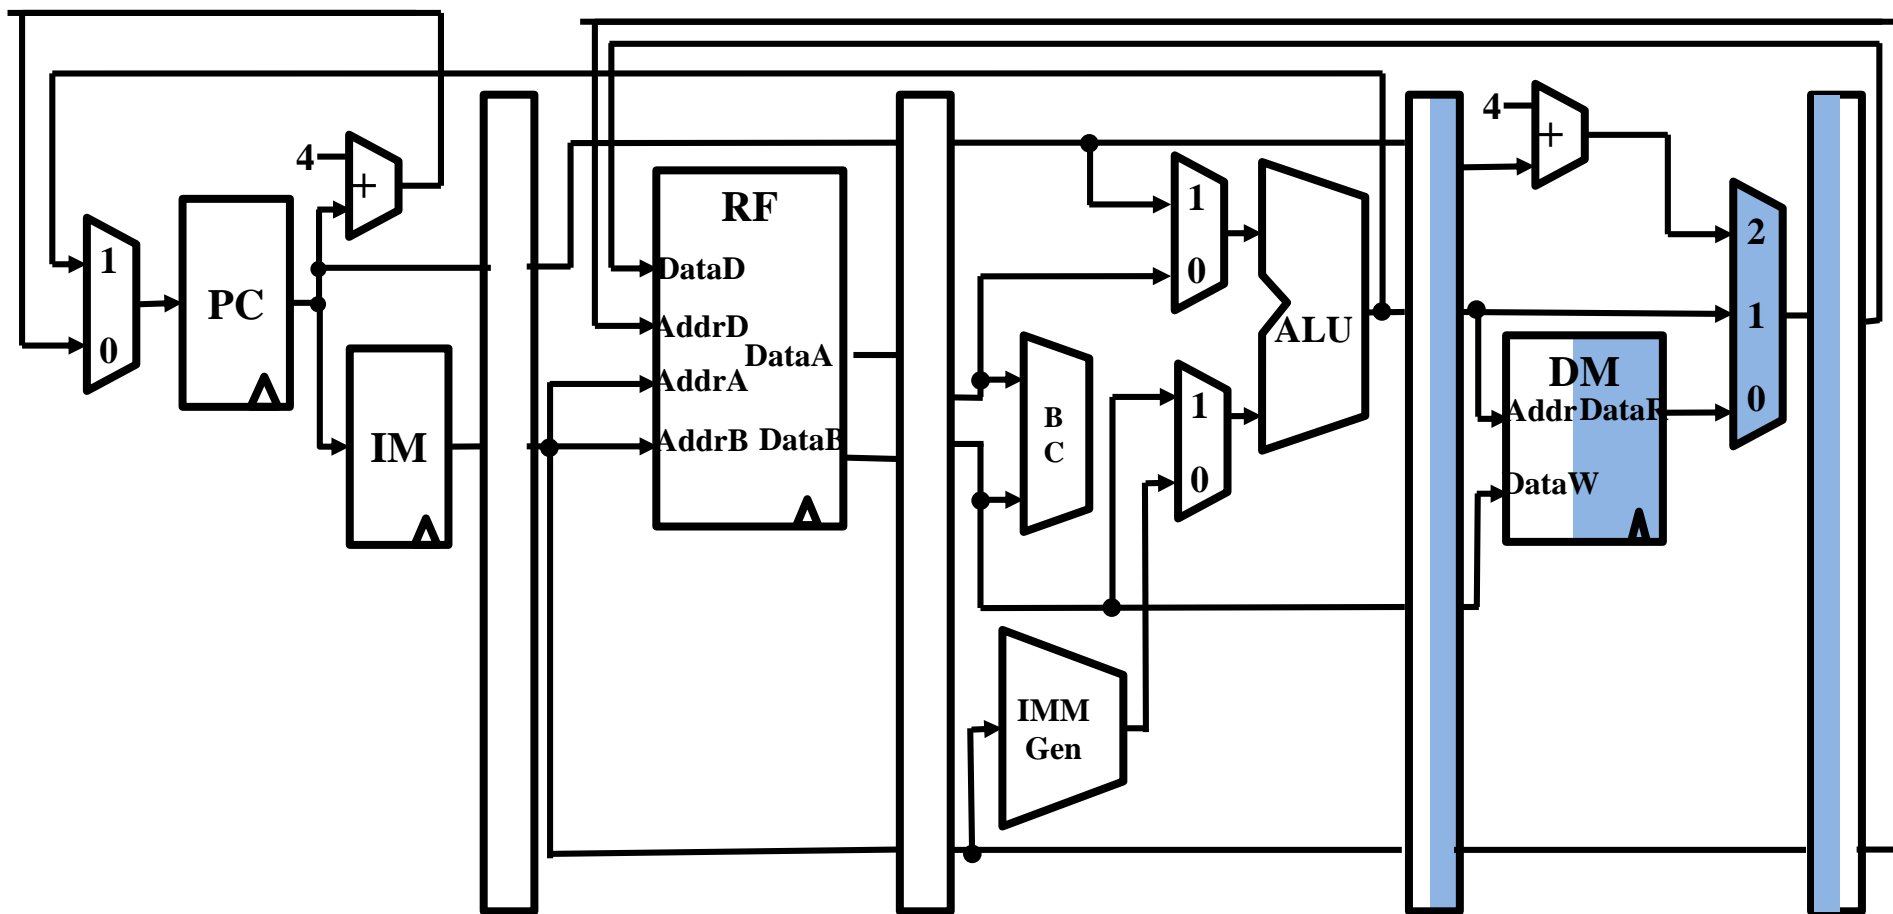 4
+
1
0
PC
IM
RF
DataD
AddrD
DataA
AddrA
AddrB DataB
B
C
IMM
Gen
1
0
1
0
ALU
4
+
DM
Addr DataR
DataW
2
1
0